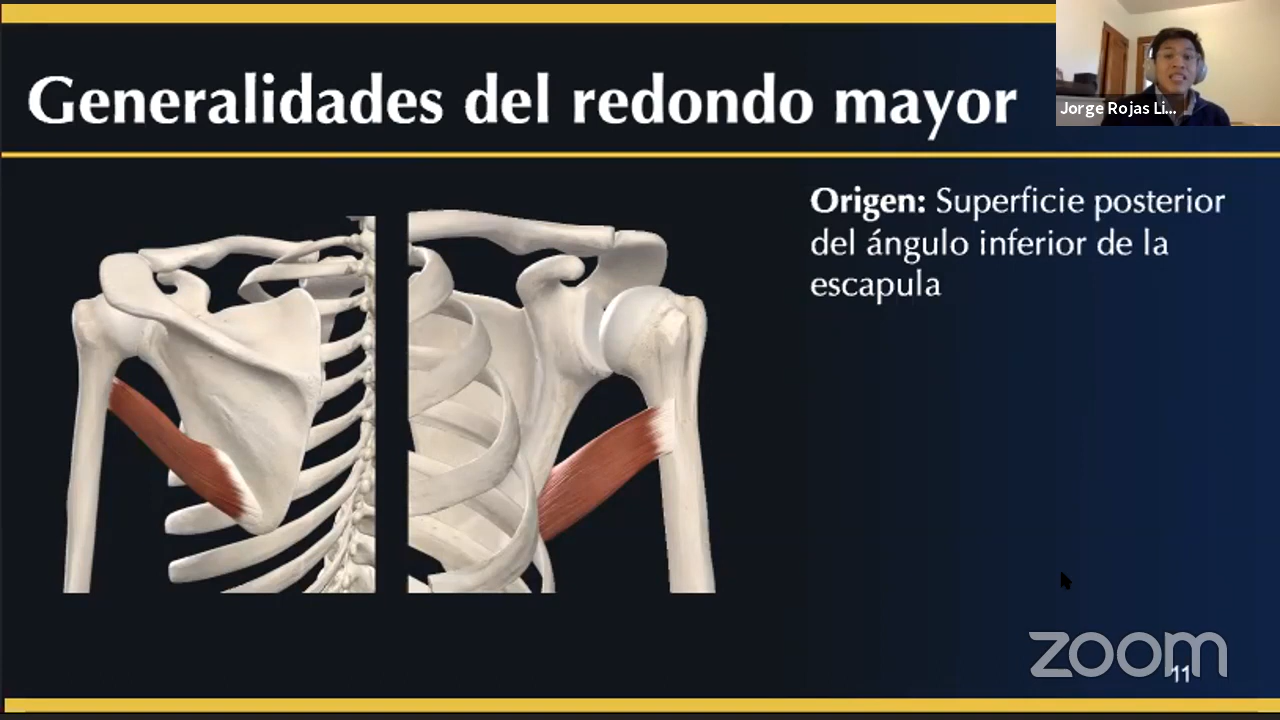 Generalidades del redondo mayor
Jorge Rojas Li...
Origen: Superficie posterior
del ángulo inferior de la
escapula
zoom
11